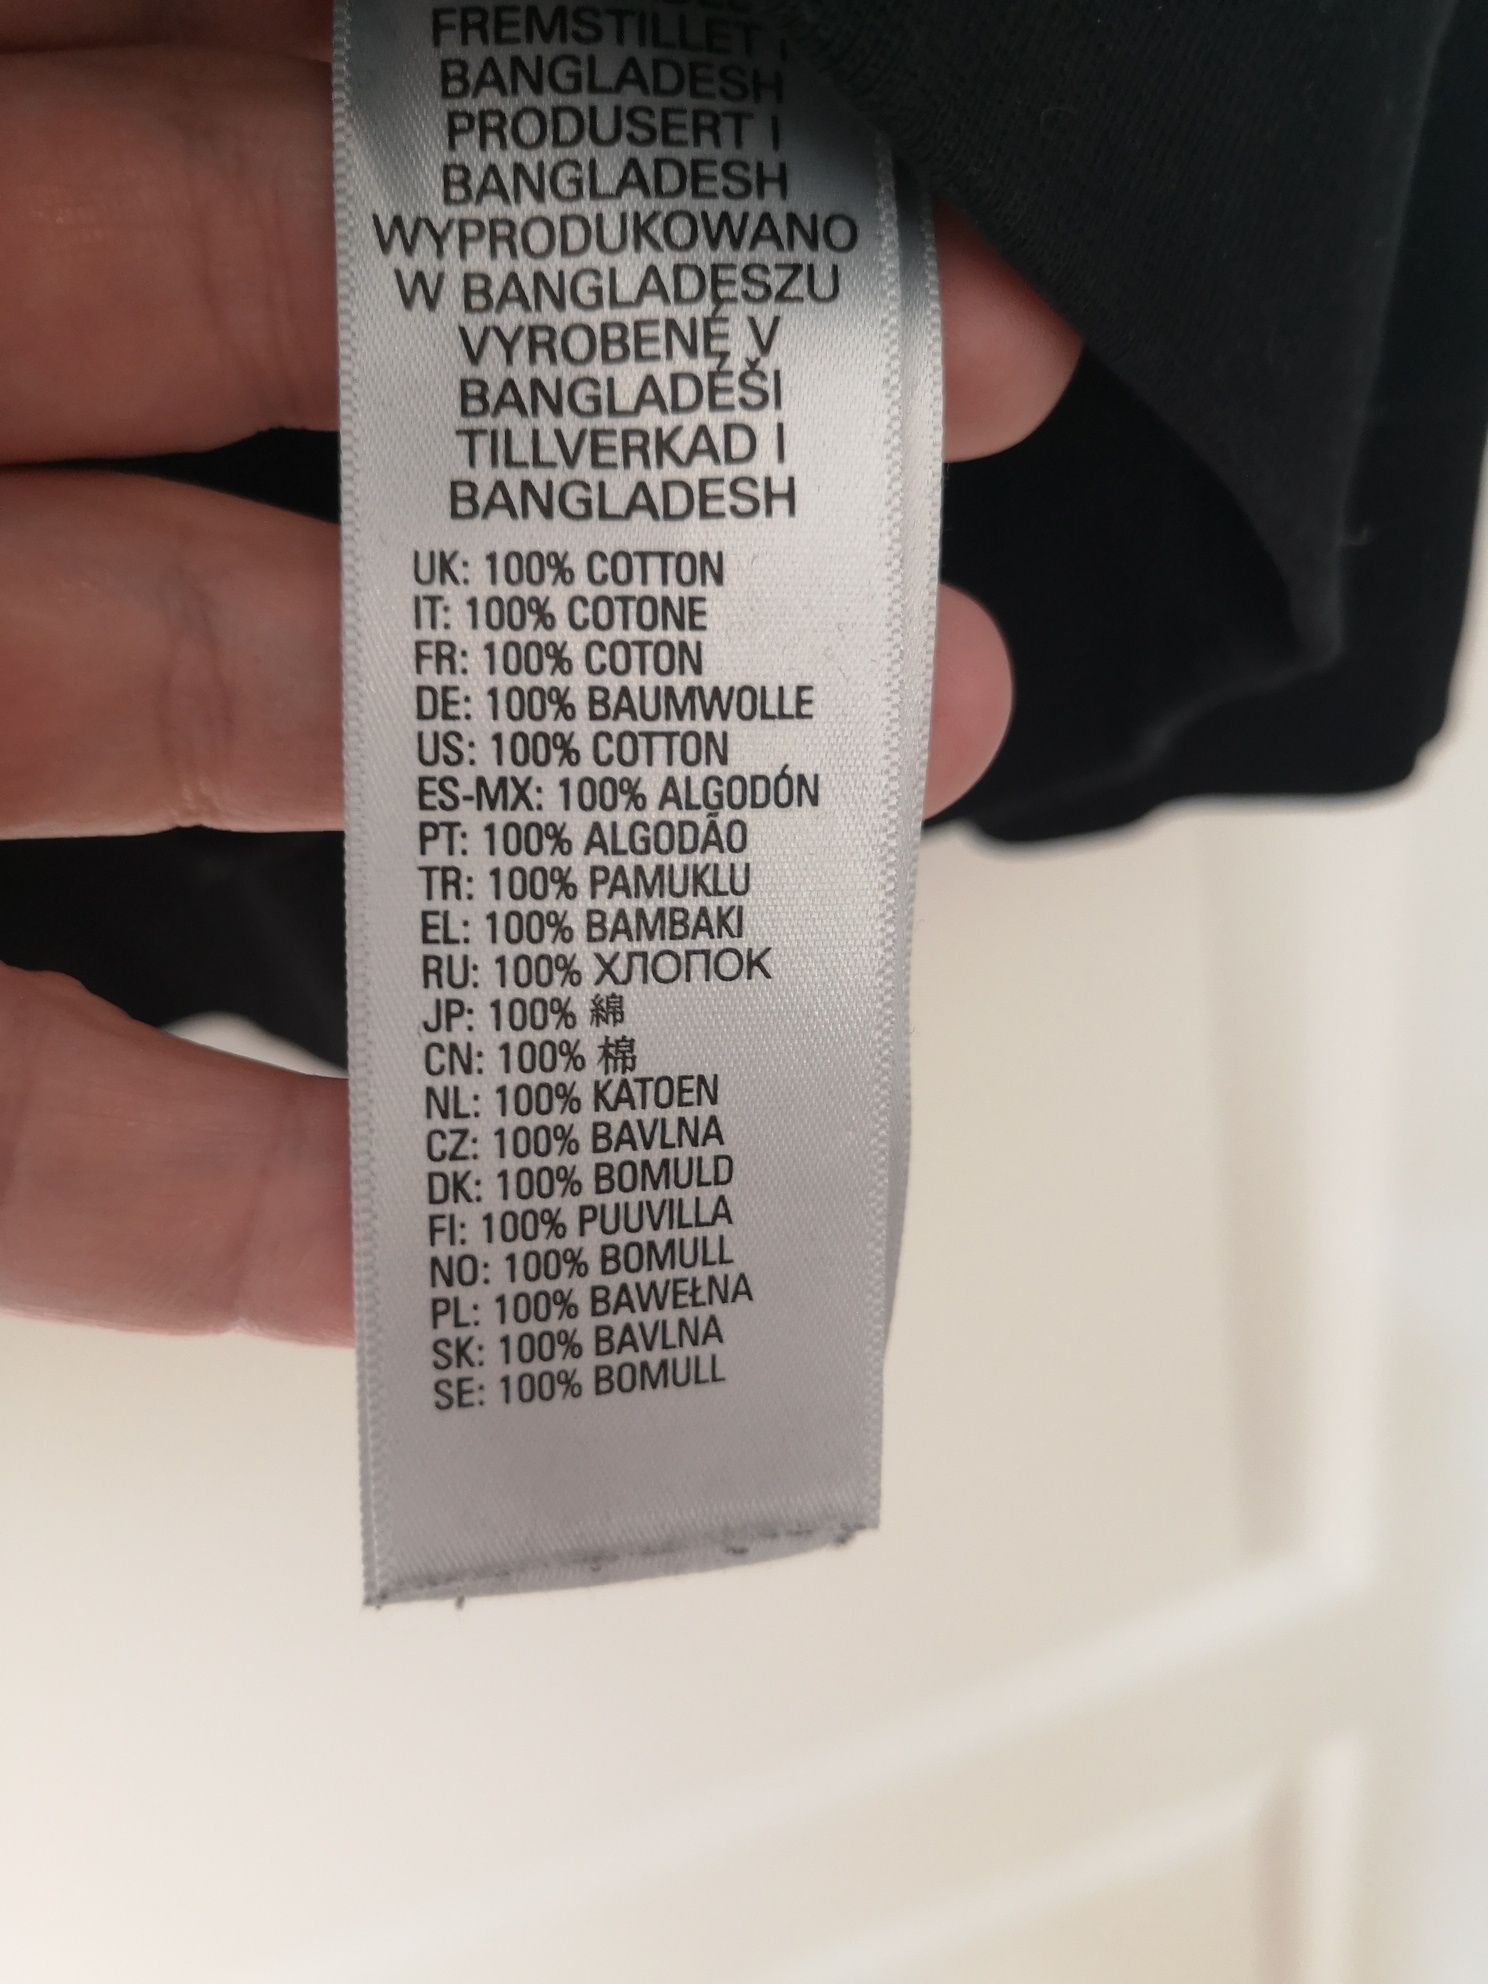 FREMSTILLET I
BANGLADESH
PRODUSERT I
BANGLADESH
WYPRODUKOWANO
W BANGLADESZU
VYROBENÉ V
BANGLADÉŠI
TILLVERKAD I
BANGLADESH
UK: 100% COTTON
IT: 100% COTONE
FR: 100% COTON
DE: 100% BAUMWOLLE
US: 100% COTTON
ES-MX: 100% ALGODÓN
PT: 100% ALGODÃO
TR: 100% PAMUKLU
EL: 100% BAMBAKI
RU: 100% ХЛОПОК
JP: 100% 綿
CN: 100% 棉
NL: 100% KATOEN
CZ: 100% BAVLNA
DK: 100% BOMULD
FI: 100% PUUVILLA
NO: 100% BOMULL
PL: 100% BAWEŁNA
SK: 100% BAVLNA
SE: 100% BOMULL